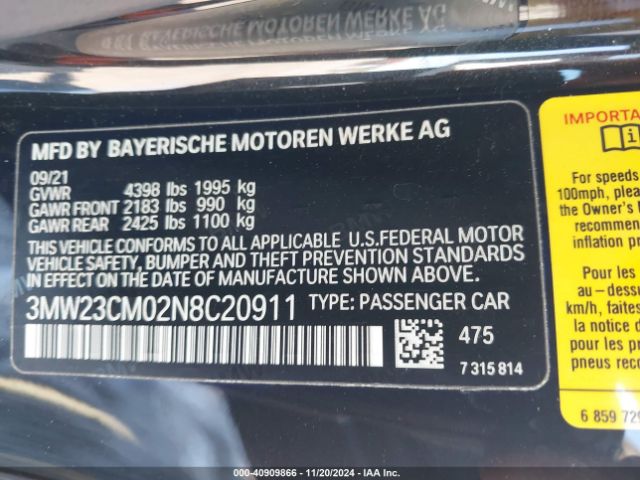 MFD BY BAYERISCHE MOTOREN WERKE AG
09/21
GVWR 4398 lbs 1995 kg
GAWR FRONT 2183 lbs 990 kg
GAWR REAR 2425 lbs 1100 kg
THIS VEHICLE CONFORMS TO ALL APPLICABLE U.S.FEDERAL MOTOR
VEHICLE SAFETY, BUMPER AND THEFT PREVENTION STANDARDS
IN EFFECT ON THE DATE OF MANUFACTURE SHOWN ABOVE.
3MW23CM02N8C20911 TYPE: PASSENGER CAR
475
7 315 814
IMPORTA
For speeds
100mph, plea
the Owner's
recommen
inflation p
Pour les
au – dessu
km/h, faites
la notice d
pour les p
pneus reco
6 859 729
000-40909866 - 11/20/2024 - IAA Inc.